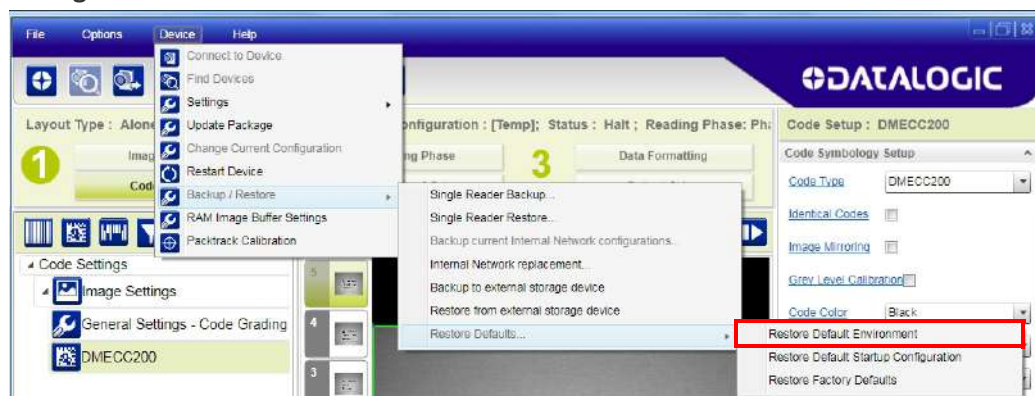 File Options Device Help
Connect to Device
Find Devices
Settings
Update Package
Change Current Configuration
Restart Device
Backup / Restore
RAM Image Buffer Settings
Packtrack Calibration
DATALOGIC
Layout Type : Alone
onfiguration : [Temp]; Status : Halt ; Reading Phase: Ph
1
Imag
Cod
ng Phase
3
Data Formatting
Single Reader Backup...
Single Reader Restore...
Backup current Internal Network configurations...
Internal Network replacement...
Backup to external storage device
Restore from external storage device
Restore Defaults...
Restore Default Environment
Restore Default Startup Configuration
Restore Factory Defaults
Code Setup : DMECC200
Code Symbology Setup
Code Type DMECC200
Identical Codes
Image Mirroring
Grey Level Calibration
Code Color Black
Code Settings
Image Settings
General Settings - Code Grading
DMECC200
5
4
3